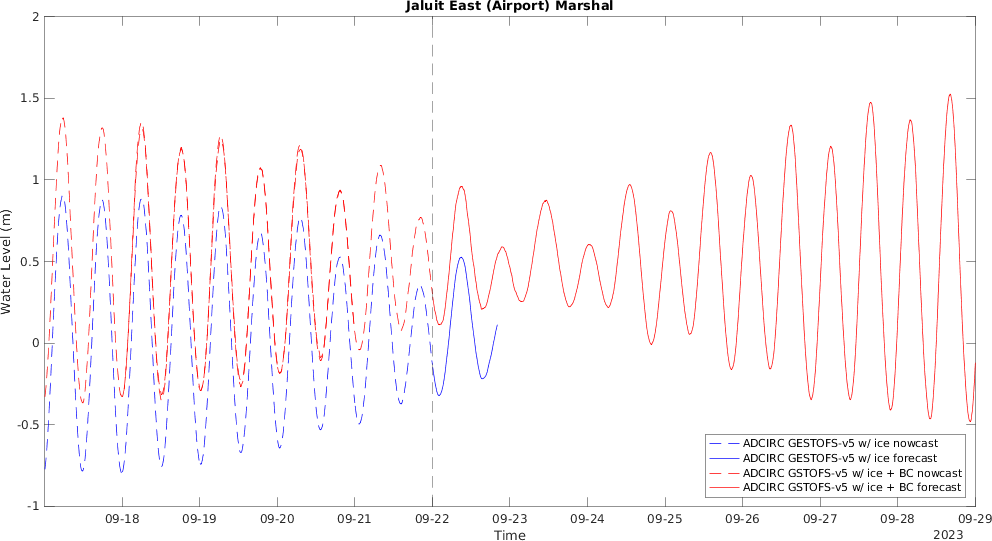 Jaluit East (Airport) Marshal
2
1.5
1
0.5
0
-0.5
-1
Water Level (m)
09-18
09-19
09-20
09-21
09-22
09-23
09-24
09-25
09-26
09-27
09-28
09-29
Time
2023
ADCIRC GESTOFS-v5 w/ ice nowcast
ADCIRC GESTOFS-v5 w/ ice forecast
ADCIRC GSTOFS-v5 w/ ice + BC nowcast
ADCIRC GSTOFS-v5 w/ ice + BC forecast